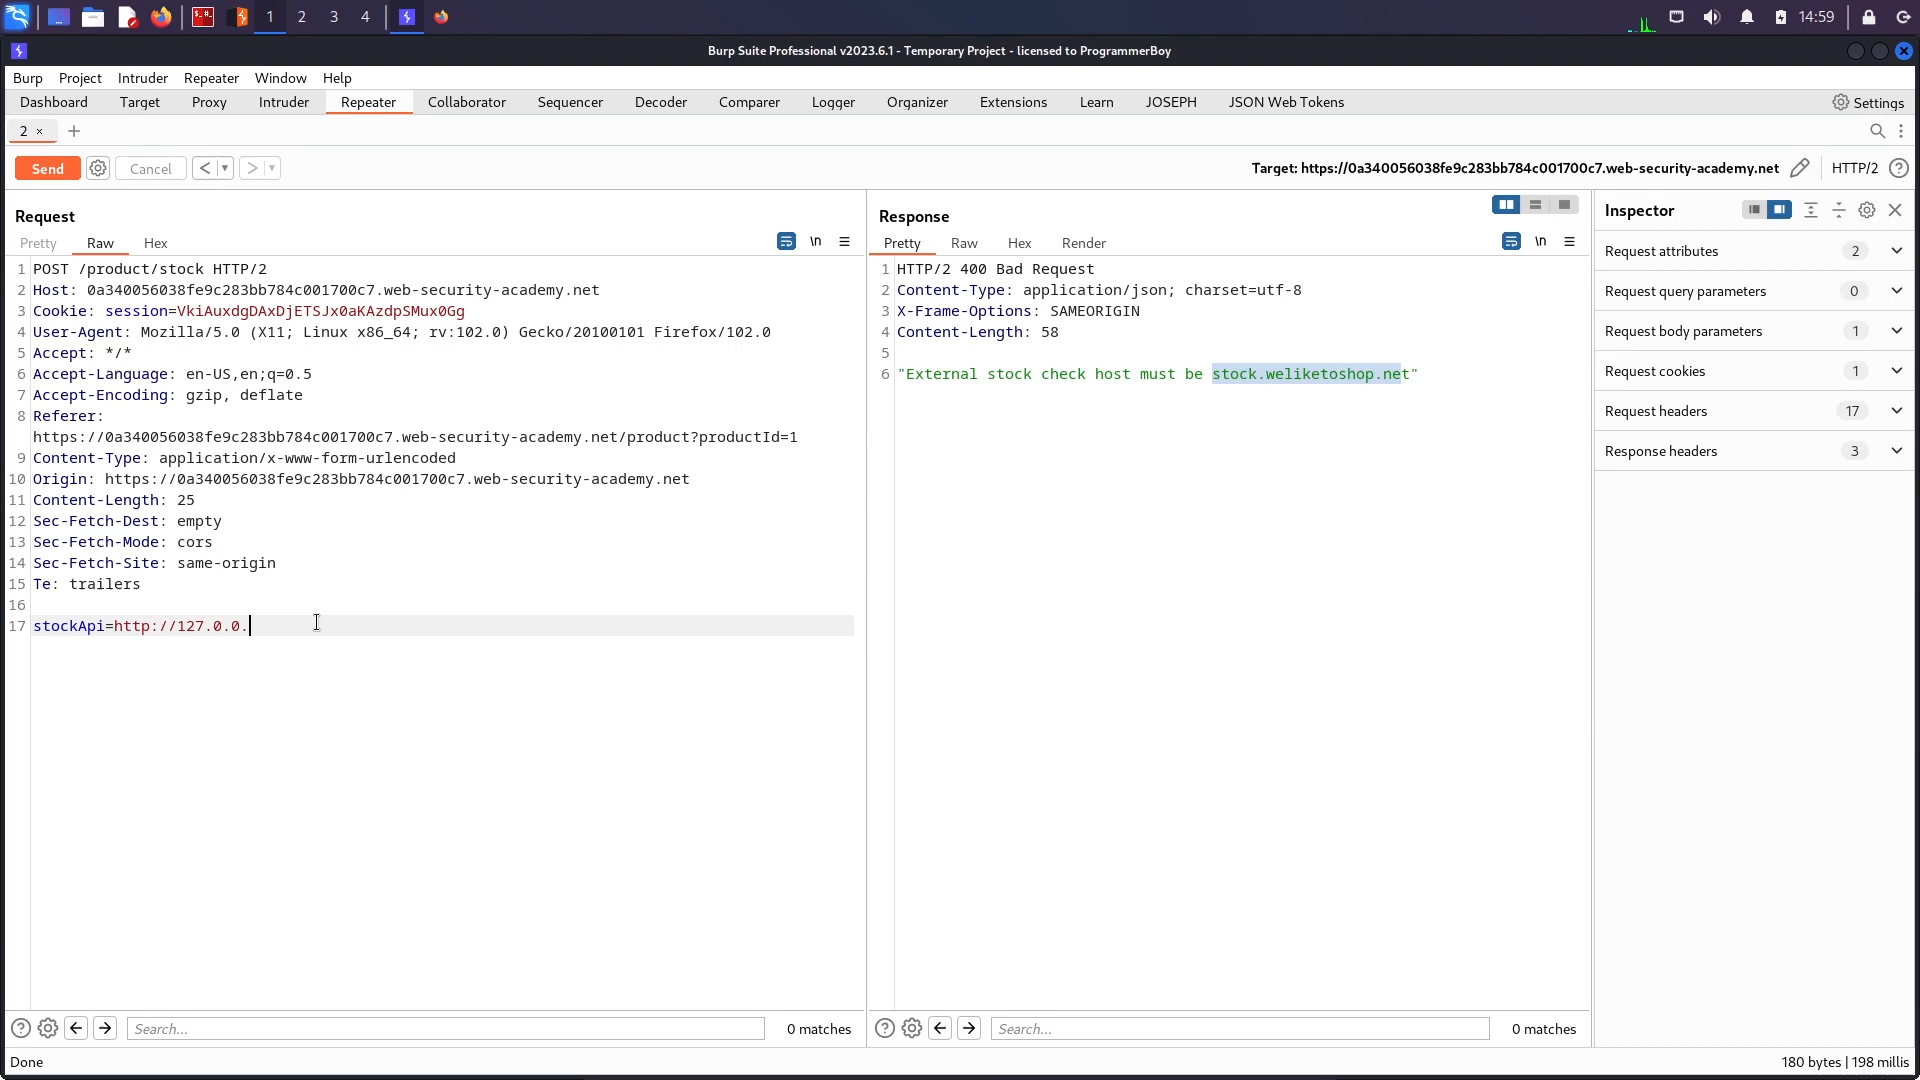 1 2 3 4 14:59
Burp Suite Professional v2023.6.1 - Temporary Project - licensed to ProgrammerBoy
Burp Project Intruder Repeater Window Help
Dashboard Target Proxy Intruder Repeater Collaborator Sequencer Decoder Comparer Logger Organizer Extensions Learn JOSEPH JSON Web Tokens Settings
2 × +
Send Cancel < > Target: https://0a340056038fe9c283bb784c001700c7.web-security-academy.net HTTP/2
Request
Pretty Raw Hex \n
1 POST /product/stock HTTP/2
2 Host: 0a340056038fe9c283bb784c001700c7.web-security-academy.net
3 Cookie: session=VkiAuxdgDAxDjETSJx0aKAzdpSMux0Gg
4 User-Agent: Mozilla/5.0 (X11; Linux x86_64; rv:102.0) Gecko/20100101 Firefox/102.0
5 Accept: */*
6 Accept-Language: en-US,en;q=0.5
7 Accept-Encoding: gzip, deflate
8 Referer:
https://0a340056038fe9c283bb784c001700c7.web-security-academy.net/product?productId=1
9 Content-Type: application/x-www-form-urlencoded
10 Origin: https://0a340056038fe9c283bb784c001700c7.web-security-academy.net
11 Content-Length: 25
12 Sec-Fetch-Dest: empty
13 Sec-Fetch-Mode: cors
14 Sec-Fetch-Site: same-origin
15 Te: trailers
16
17 stockApi=http://127.0.0.
Search... 0 matches
Response
Pretty Raw Hex Render \n
1 HTTP/2 400 Bad Request
2 Content-Type: application/json; charset=utf-8
3 X-Frame-Options: SAMEORIGIN
4 Content-Length: 58
5
6 "External stock check host must be stock.weliketoshop.net"
Search... 0 matches
Inspector
Request attributes 2
Request query parameters 0
Request body parameters 1
Request cookies 1
Request headers 17
Response headers 3
Done 180 bytes | 198 millis